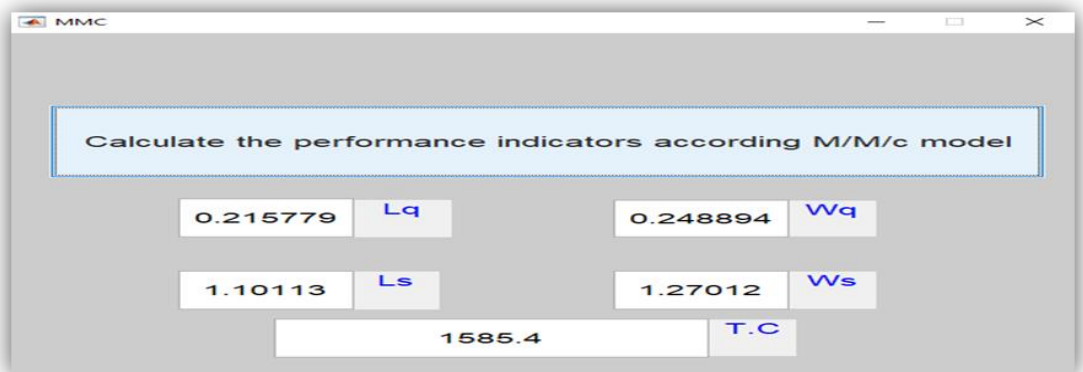 MMC
Calculate the performance indicators according M/M/c model
0.215779 Lq 0.248894 Wq
1.10113 Ls 1.27012 Ws
1585.4 T.C